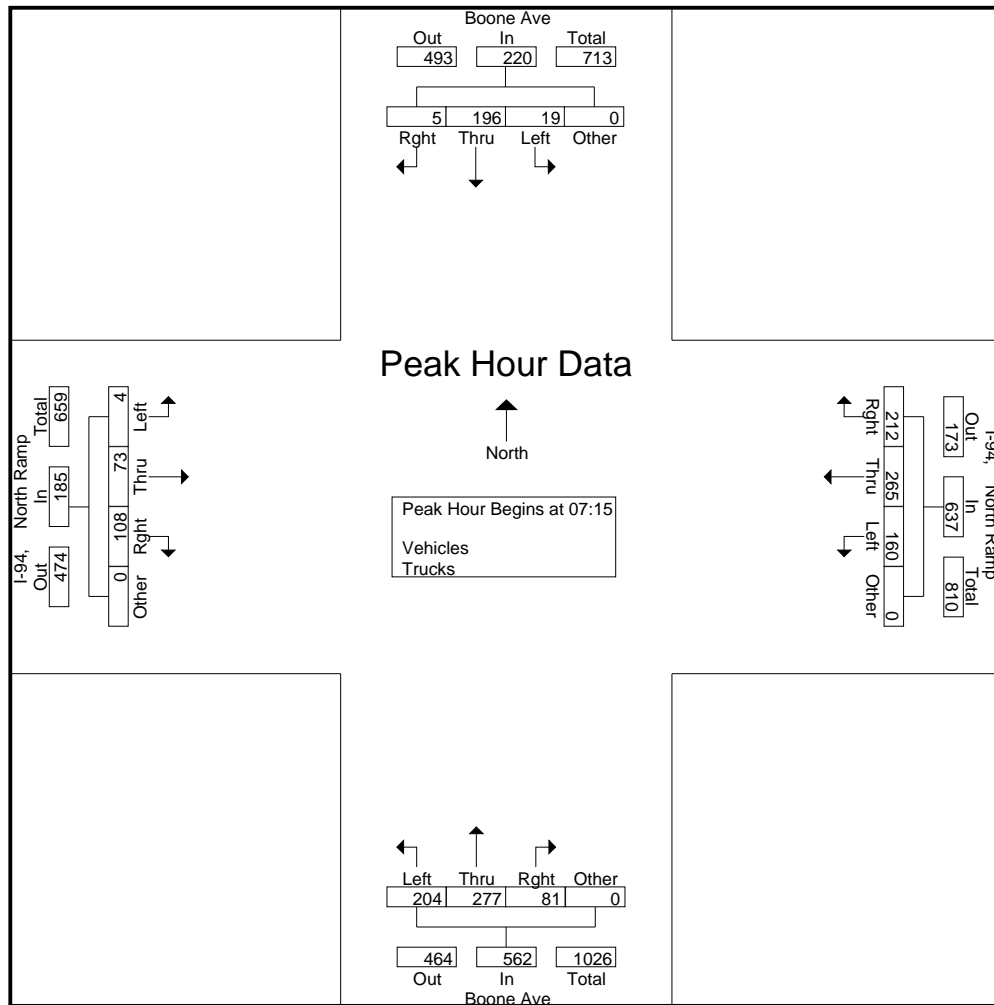 Boone Ave
Out In Total
493 220 713
5 196 19 0
Rght Thru Left Other
Peak Hour Data
North
Peak Hour Begins at 07:15
Vehicles
Trucks
I-94, North Ramp
Out In Total
474 185 659
0 108 73 4
Other Rght Thru Left
I-94, North Ramp
Out In Total
173 637 810
212 265 160 0
Rght Thru Left Other
Left Thru Rght Other
204 277 81 0
464 562 1026
Out In Total
Boone Ave